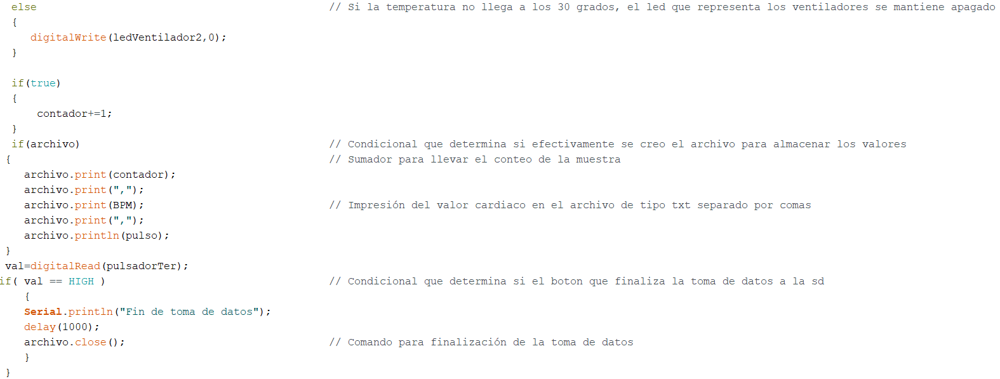 else // Si la temperatura no llega a los 30 grados, el led que representa los ventiladores se mantiene apagado
{
digitalWrite(ledVentilador2,0);
}
if(true)
{
contador+=1;
}
if(archivo) // Condicional que determina si efectivamente se creo el archivo para almacenar los valores
{ // Sumador para llevar el conteo de la muestra
archivo.print(contador);
archivo.print(",");
archivo.print(BPM); // Impresión del valor cardiaco en el archivo de tipo txt separado por comas
archivo.print(",");
archivo.println(pulso);
}
val=digitalRead(pulsadorTer);
if( val == HIGH ) // Condicional que determina si el boton que finaliza la toma de datos a la sd
{
Serial.println("Fin de toma de datos");
delay(1000);
archivo.close(); // Comando para finalización de la toma de datos
}
}